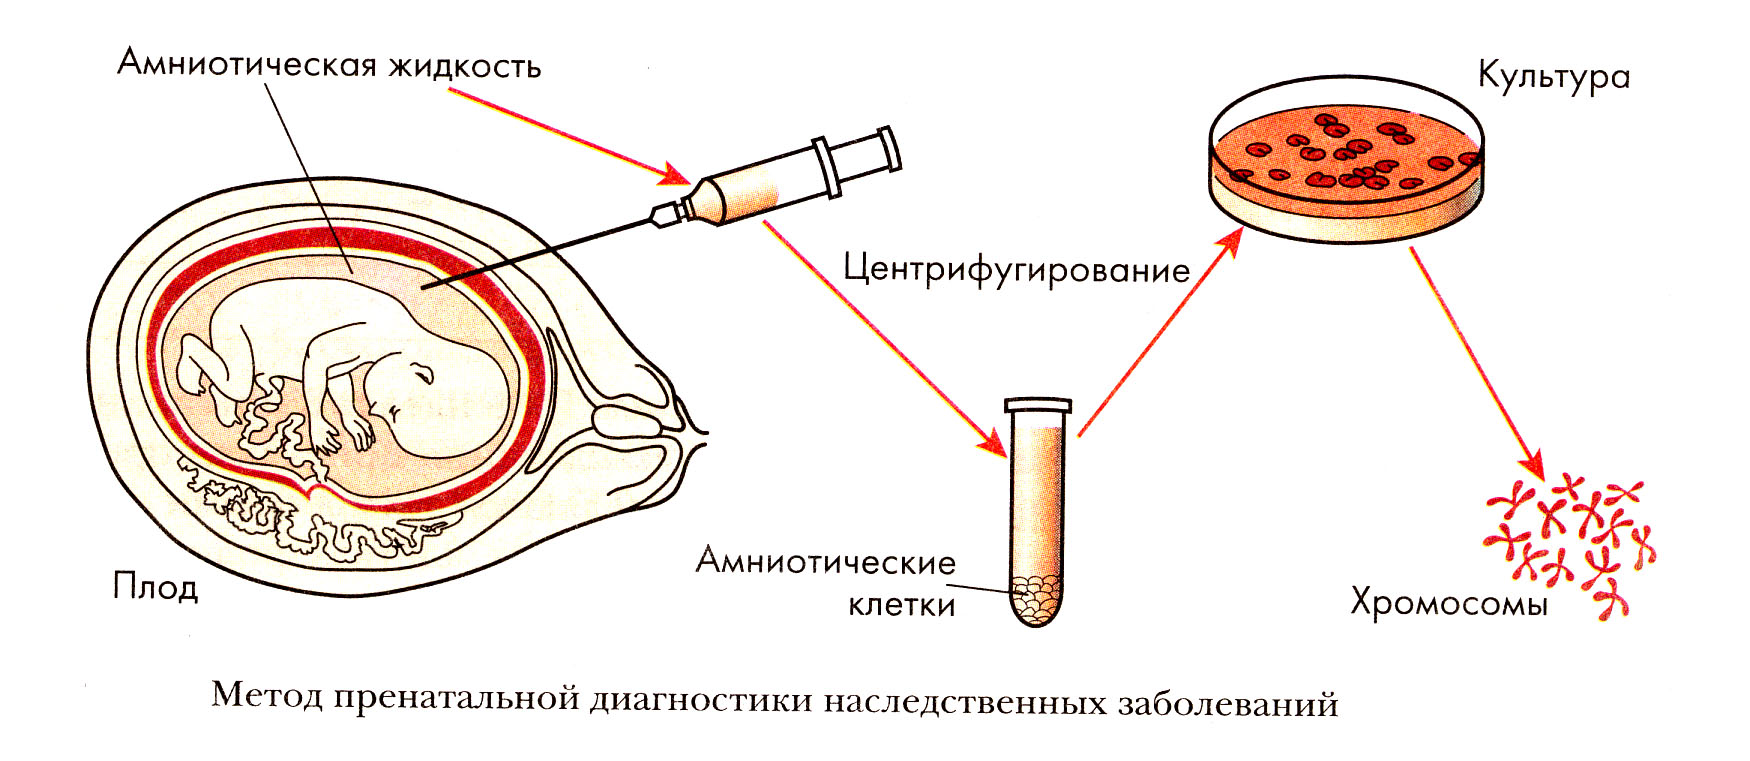 Амниотическая жидкость
Культура
Центрифугирование
Амниотические
клетки
Плод
Хромосомы
Метод пренатальной диагностики наследственных заболеваний